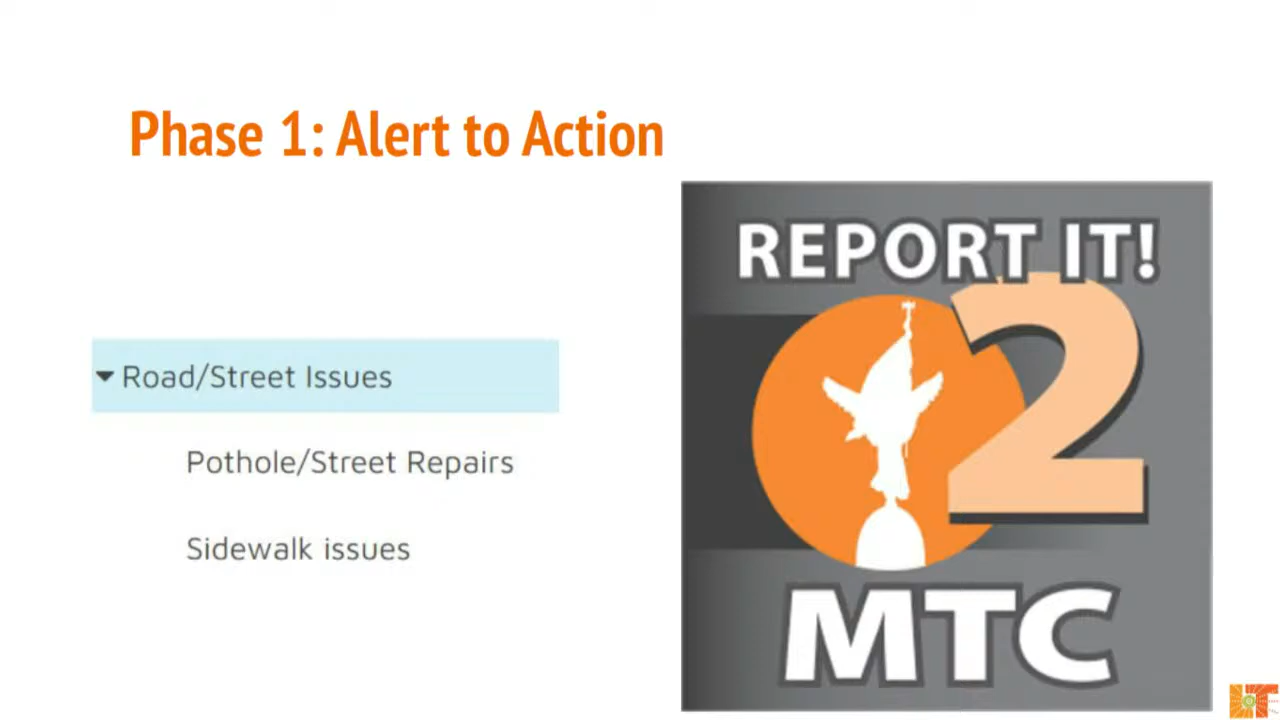 Phase 1: Alert to Action
Road/Street Issues
Pothole/Street Repairs
Sidewalk issues
REPORT IT!
2
MTC